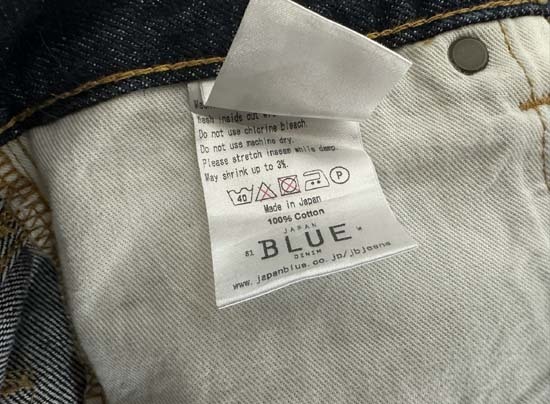 Wash inside out
Do not use chlorine bleach.
Do not use machine dry.
Please stretch inseam while damp.
May shrink up to 3%.
40 P
Made in Japan
100% Cotton
JAPAN
81 BLUE M
DENIM
www.japanblue.co.jp/jbjeans